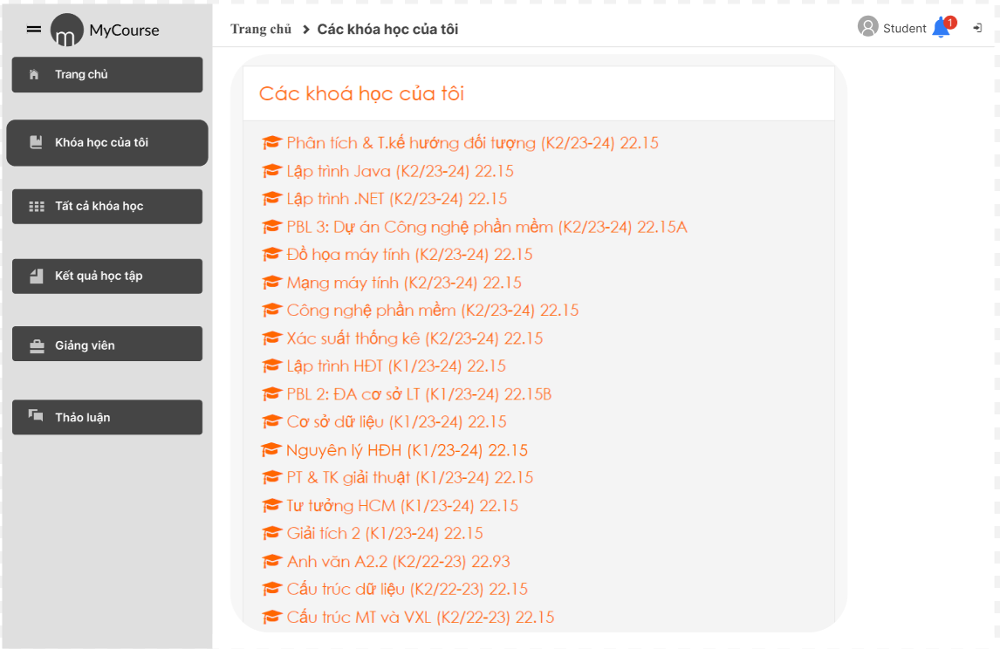 MyCourse
Trang chủ > Các khóa học của tôi
Student
1
Trang chủ
Khóa học của tôi
Tất cả khóa học
Kết quả học tập
Giảng viên
Thảo luận
Các khoá học của tôi
Phân tích & T.kế hướng đối tượng (K2/23-24) 22.15
Lập trình Java (K2/23-24) 22.15
Lập trình .NET (K2/23-24) 22.15
PBL 3: Dự án Công nghệ phần mềm (K2/23-24) 22.15A
Đồ họa máy tính (K2/23-24) 22.15
Mạng máy tính (K2/23-24) 22.15
Công nghệ phần mềm (K2/23-24) 22.15
Xác suất thống kê (K2/23-24) 22.15
Lập trình HĐT (K1/23-24) 22.15
PBL 2: ĐA cơ sở LT (K1/23-24) 22.15B
Cơ sở dữ liệu (K1/23-24) 22.15
Nguyên lý HĐH (K1/23-24) 22.15
PT & TK giải thuật (K1/23-24) 22.15
Tư tưởng HCM (K1/23-24) 22.15
Giải tích 2 (K1/23-24) 22.15
Anh văn A2.2 (K2/22-23) 22.93
Cấu trúc dữ liệu (K2/22-23) 22.15
Cấu trúc MT và VXL (K2/22-23) 22.15